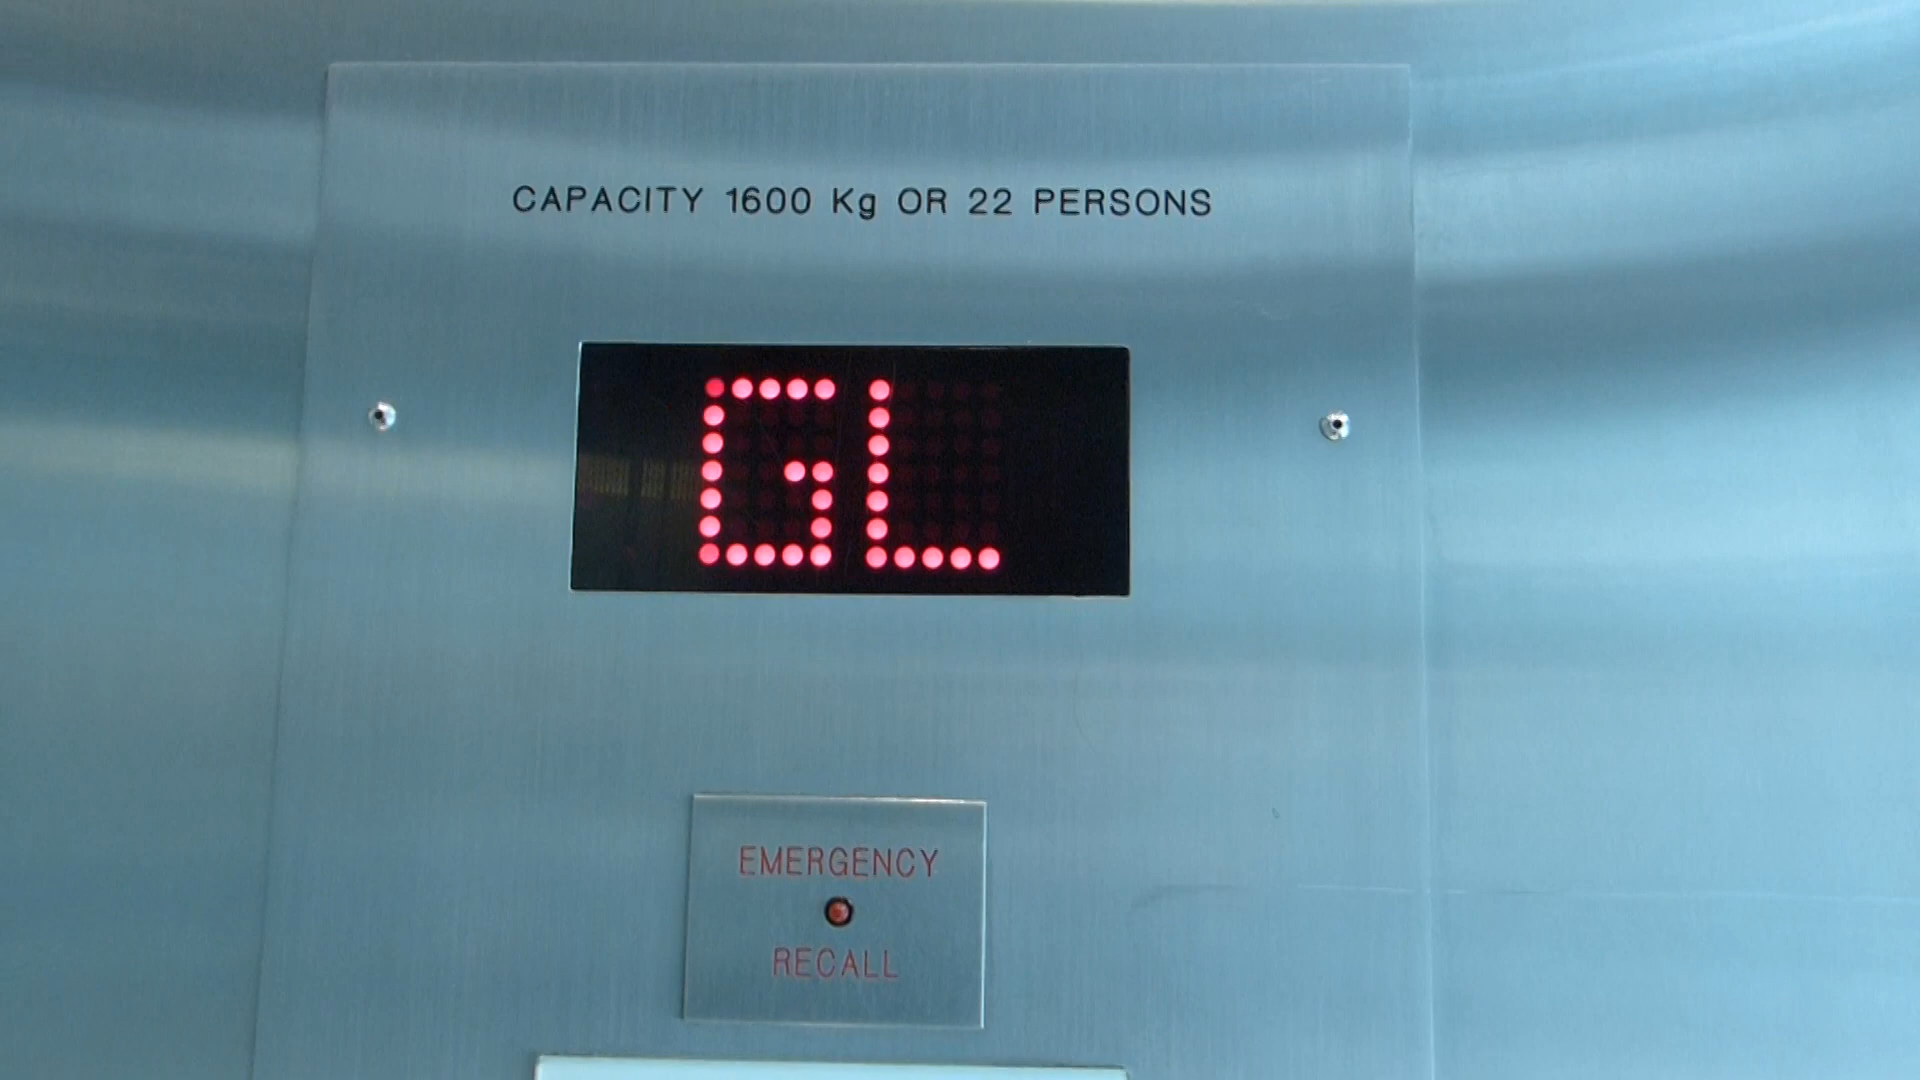 CAPACITY 1600 Kg OR 22 PERSONS
GL
EMERGENCY
RECALL